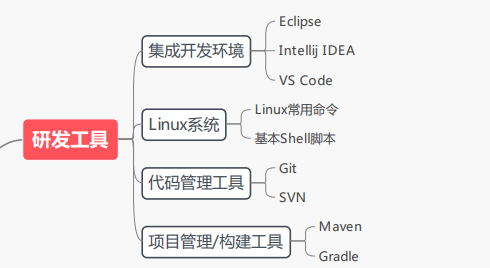 研发工具
集成开发环境
Eclipse
Intellij IDEA
VS Code
Linux系统
Linux常用命令
基本Shell脚本
代码管理工具
Git
SVN
项目管理/构建工具
Maven
Gradle